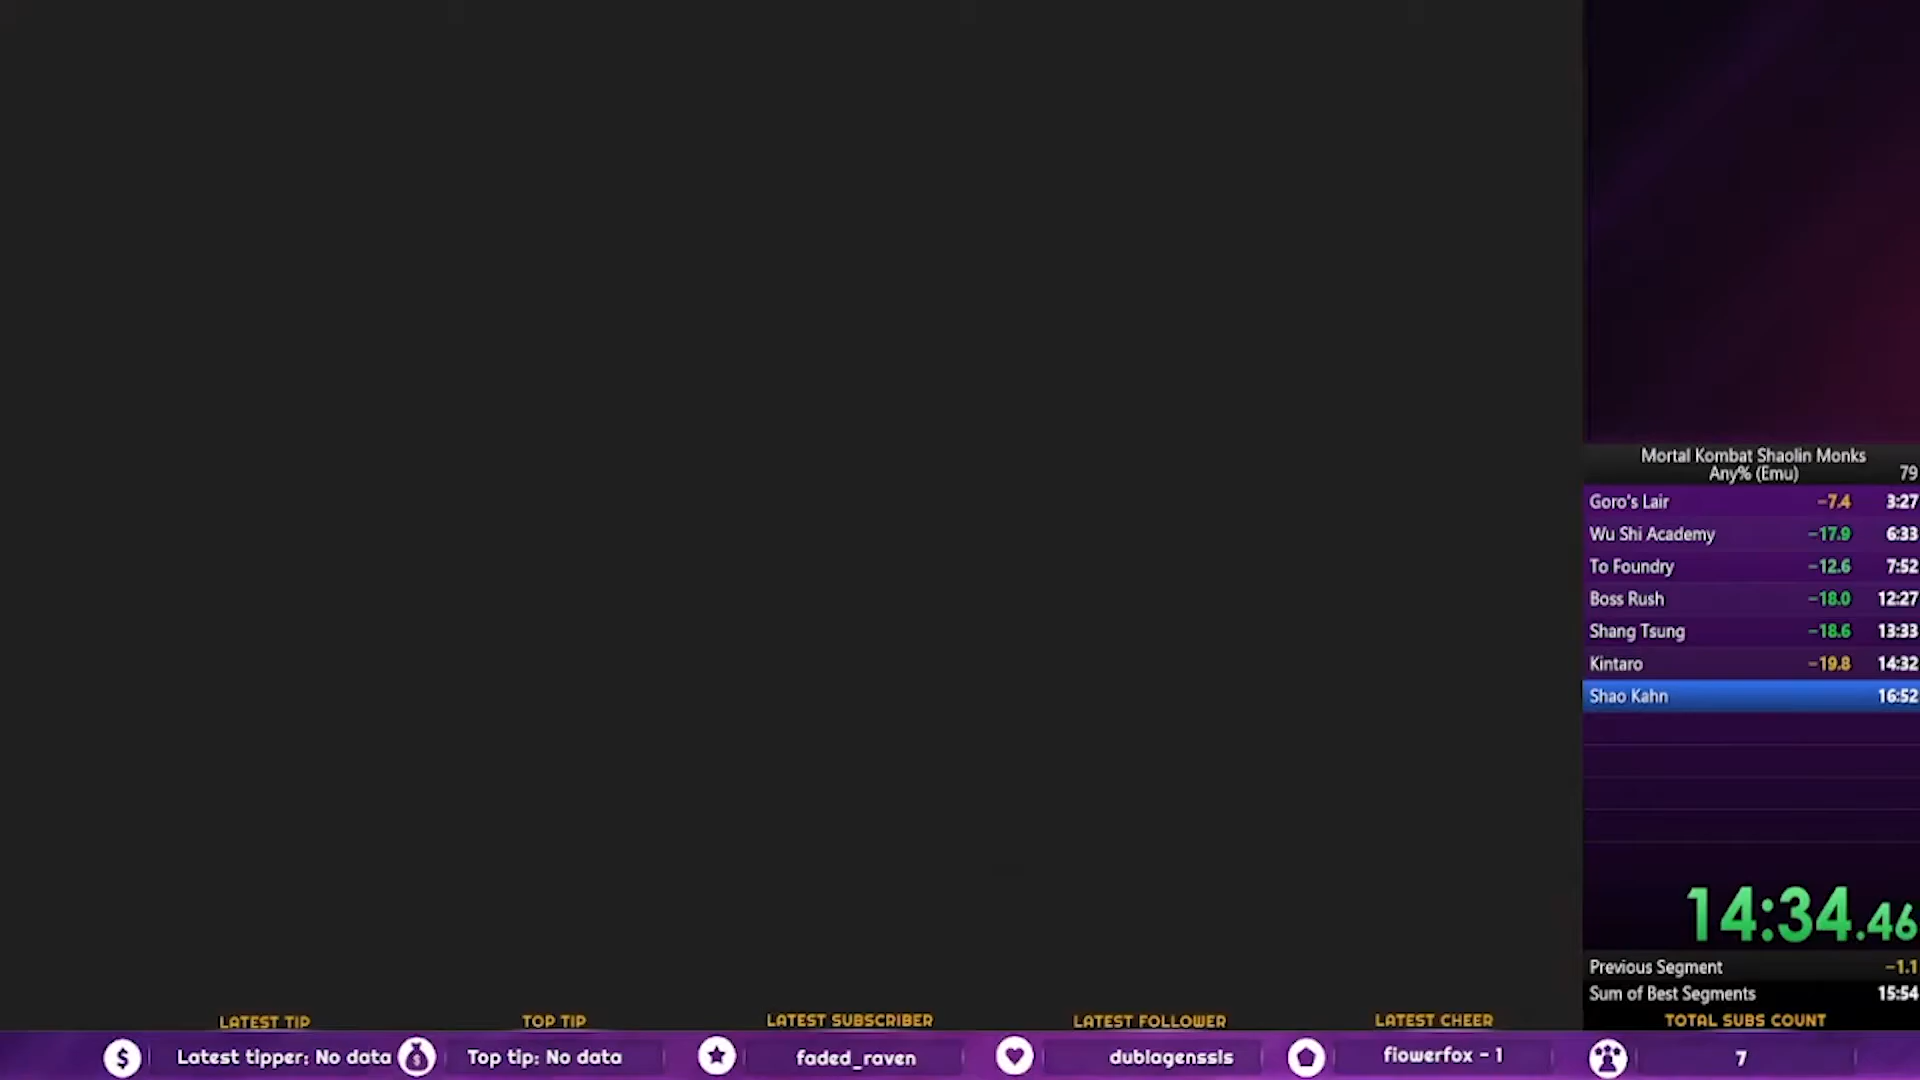 Mortal Kombat Shaolin Monks
Any% (Emu) 79
Goro's Lair -7.4 3:27
Wu Shi Academy -17.9 6:33
To Foundry -12.6 7:52
Boss Rush -18.0 12:27
Shang Tsung -18.6 13:33
Kintaro -19.8 14:32
Shao Kahn 16:52
14:34.46
Previous Segment -1.1
Sum of Best Segments 15:54
LATEST TIP TOP TIP LATEST SUBSCRIBER LATEST FOLLOWER LATEST CHEER TOTAL SUBS COUNT
Latest tipper: No data Top tip: No data faded_raven dublagenssls flowerfox - 1 7